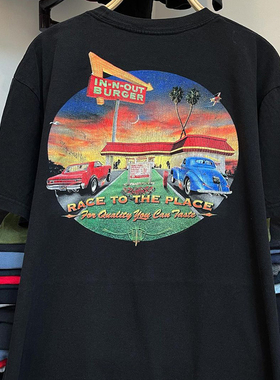 IN-N-OUT
BURGER
RACE TO THE PLACE
For Quality You Can Taste